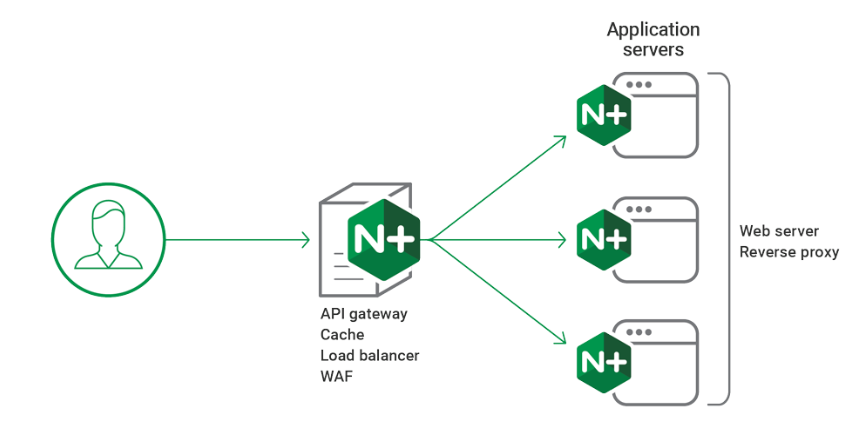 Application
servers
N+
N+
N+
N+
Web server
Reverse proxy
API gateway
Cache
Load balancer
WAF